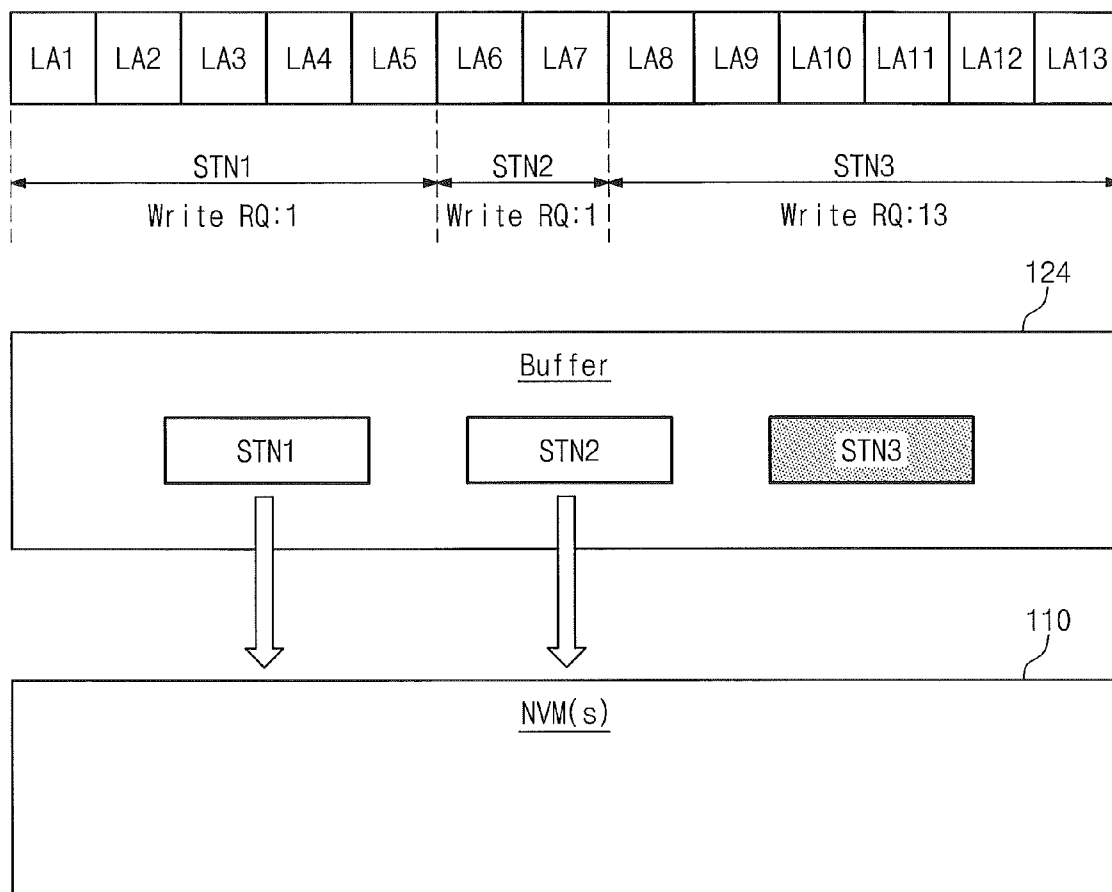 LA1 LA2 LA3 LA4 LA5 LA6 LA7 LA8 LA9 LA10 LA11 LA12 LA13
STN1 STN2 STN3
Write RQ:1 Write RQ:1 Write RQ:13
124
Buffer
STN1 STN2 STN3
110
NVM(s)